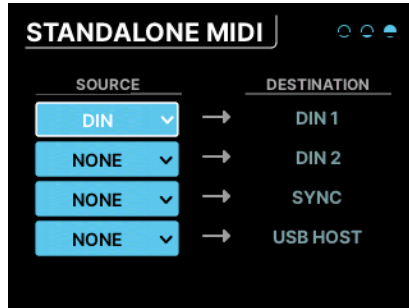 STANDALONE MIDI
SOURCE DESTINATION
DIN DIN 1
NONE DIN 2
NONE SYNC
NONE USB HOST